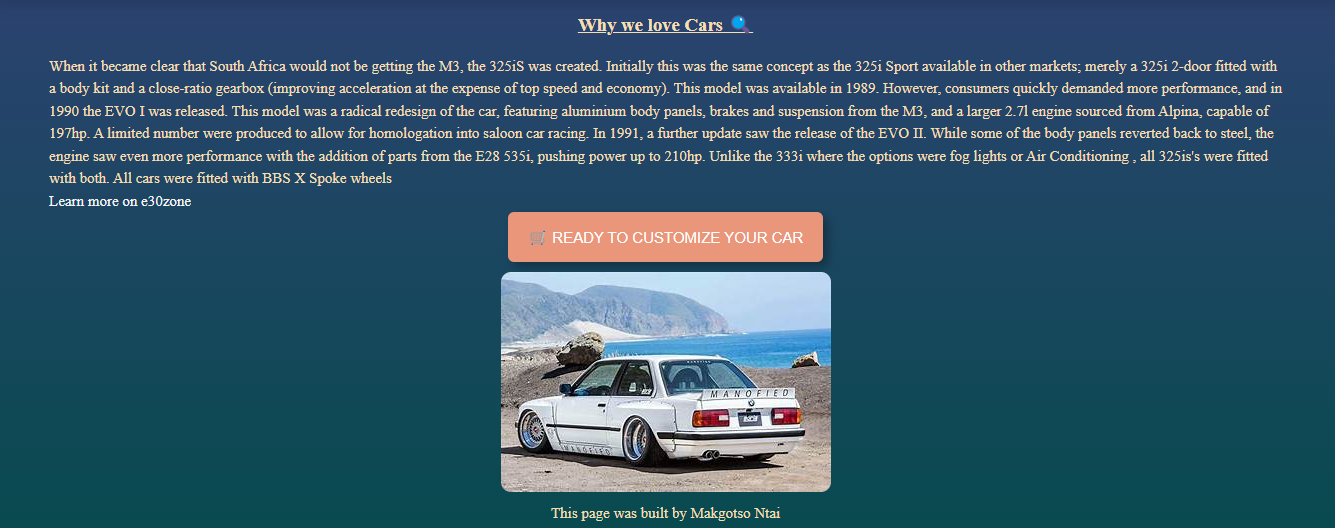 Why we love Cars
When it became clear that South Africa would not be getting the M3, the 325iS was created. Initially this was the same concept as the 325i Sport available in other markets; merely a 325i 2-door fitted with
a body kit and a close-ratio gearbox (improving acceleration at the expense of top speed and economy). This model was available in 1989. However, consumers quickly demanded more performance, and in
1990 the EVO I was released. This model was a radical redesign of the car, featuring aluminium body panels, brakes and suspension from the M3, and a larger 2.7l engine sourced from Alpina, capable of
197hp. A limited number were produced to allow for homologation into saloon car racing. In 1991, a further update saw the release of the EVO II. While some of the body panels reverted back to steel, the
engine saw even more performance with the addition of parts from the E28 535i, pushing power up to 210hp. Unlike the 333i where the options were fog lights or Air Conditioning , all 325is's were fitted
with both. All cars were fitted with BBS X Spoke wheels
Learn more on e30zone
READY TO CUSTOMIZE YOUR CAR
MANOFIED
MANOFIED
This page was built by Makgotso Ntai